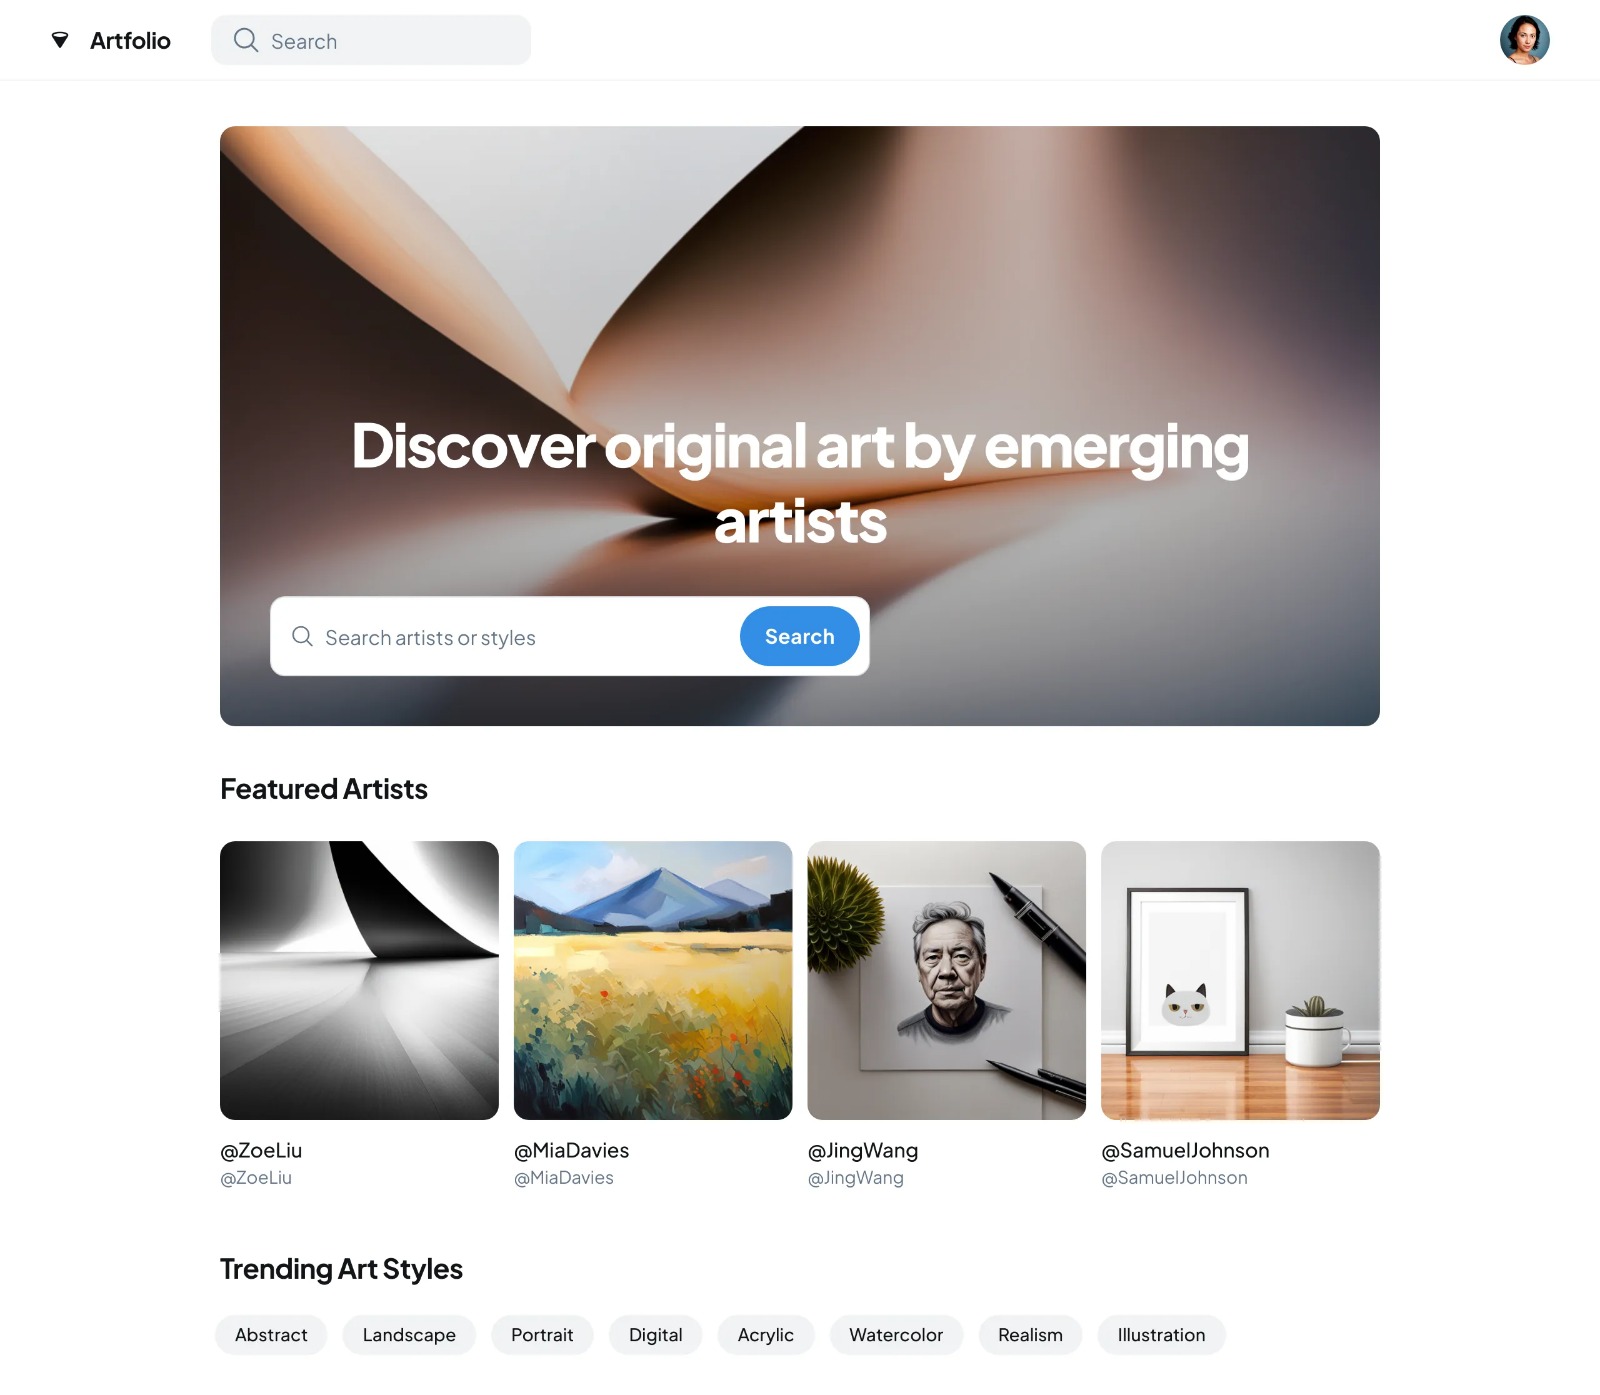 Artfolio
Search
Discover original art by emerging
artists
Search artists or styles
Search
Featured Artists
@ZoeLiu
@ZoeLiu
@MiaDavies
@MiaDavies
@JingWang
@JingWang
@SamuelJohnson
@SamuelJohnson
Trending Art Styles
Abstract
Landscape
Portrait
Digital
Acrylic
Watercolor
Realism
Illustration